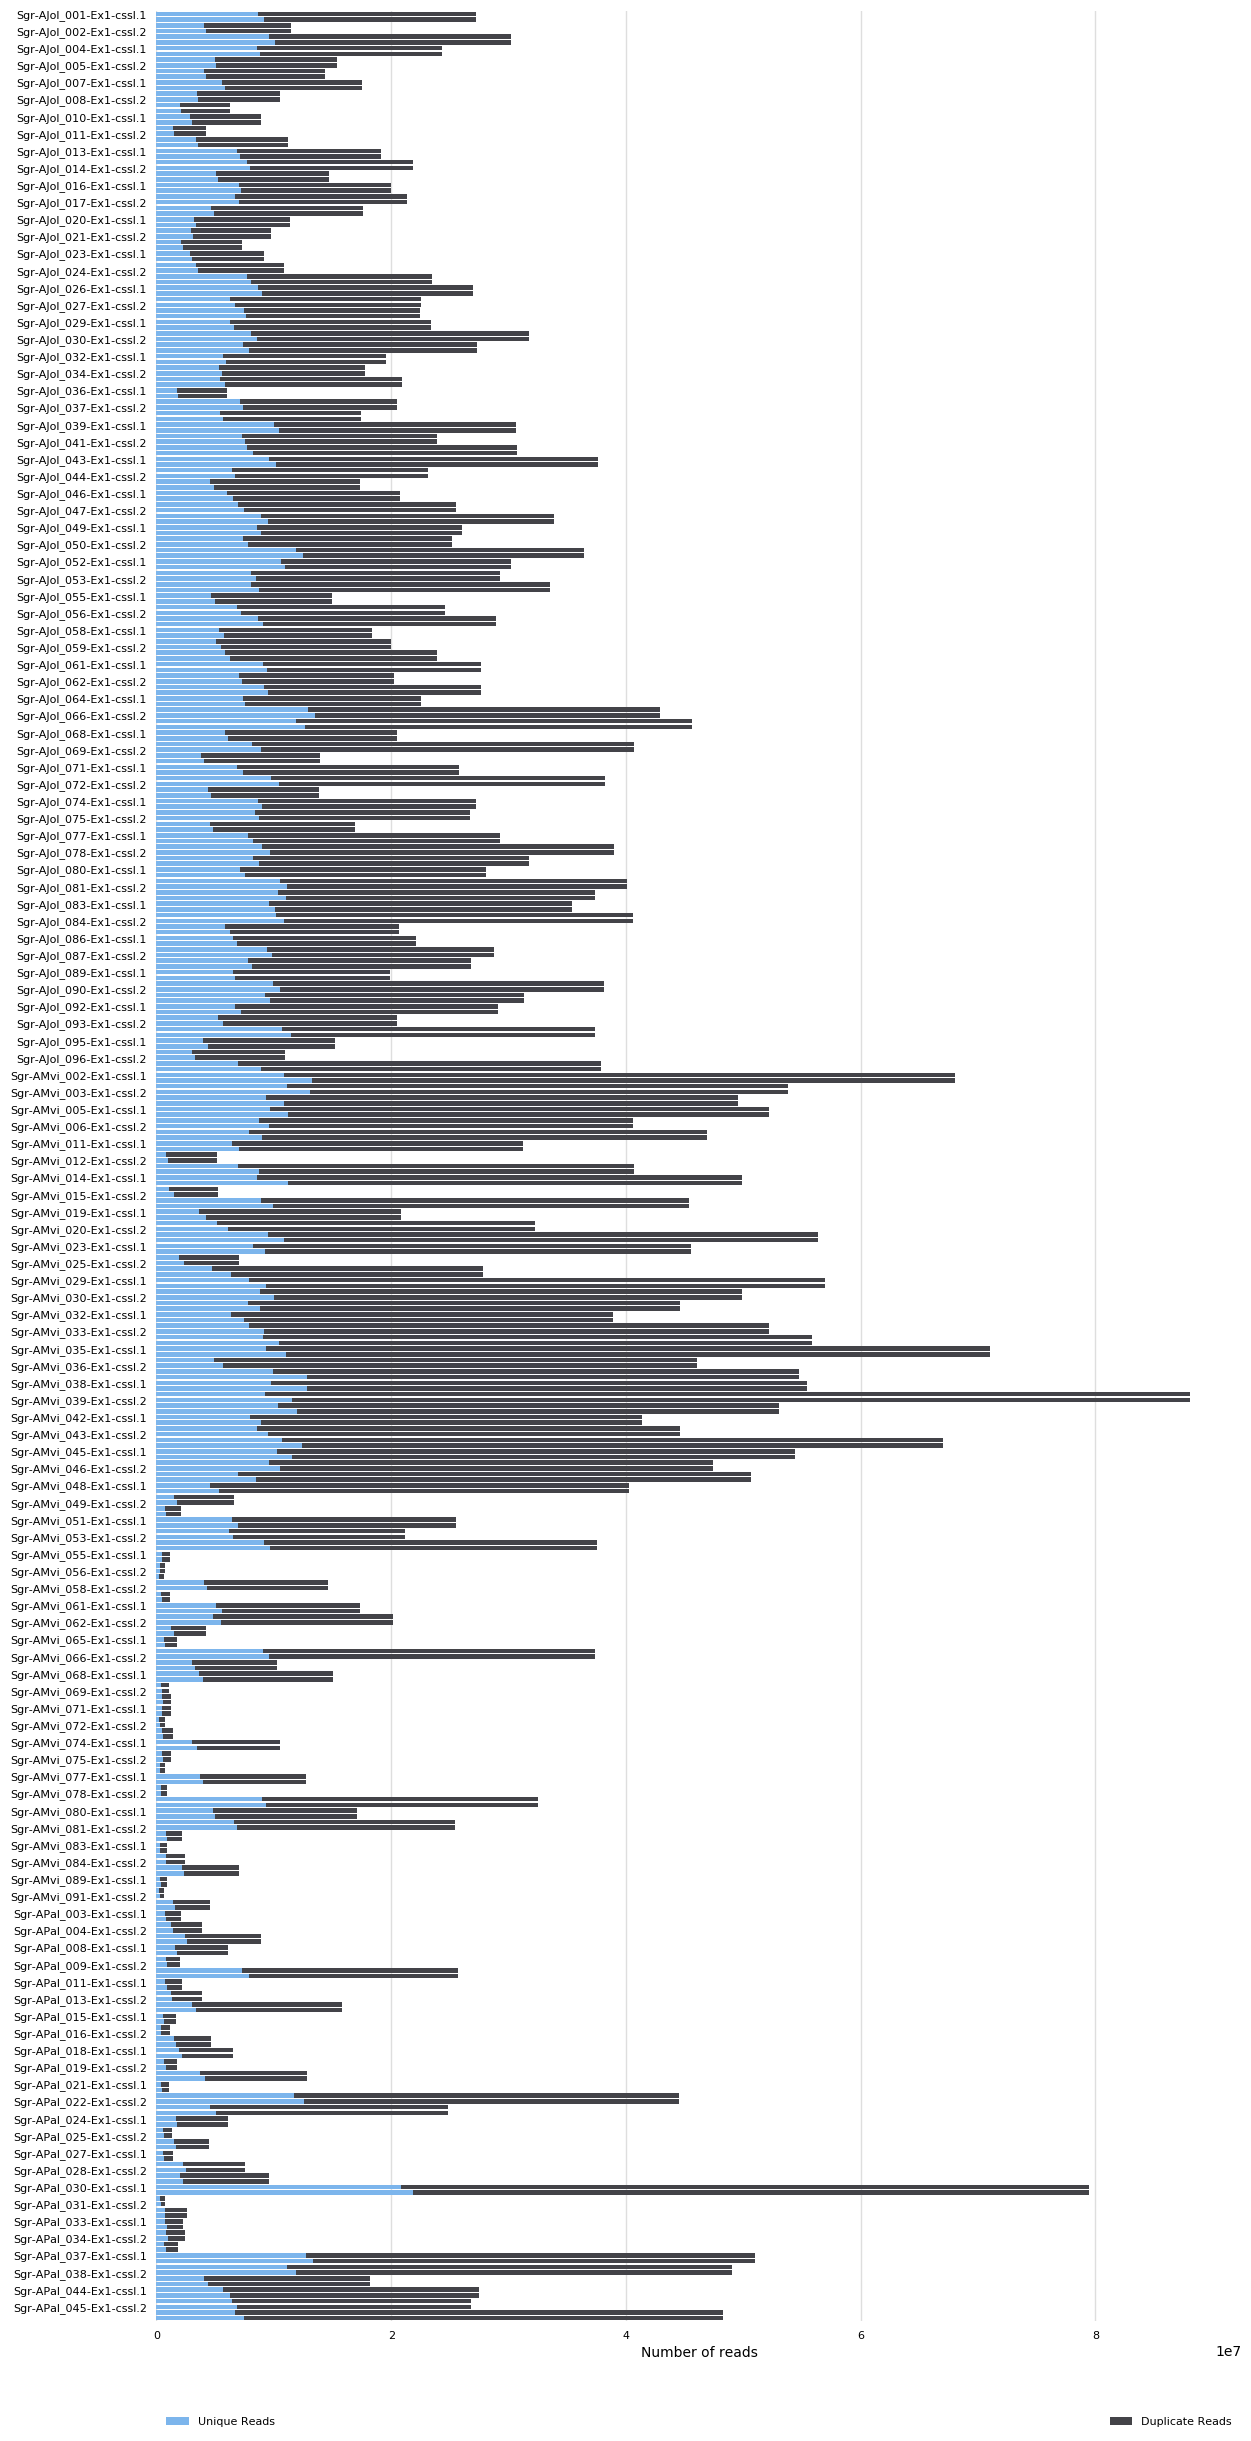 Sgr-AJol_001-Ex1-cssl.1
Sgr-AJol_002-Ex1-cssl.2
Sgr-AJol_004-Ex1-cssl.1
Sgr-AJol_005-Ex1-cssl.2
Sgr-AJol_007-Ex1-cssl.1
Sgr-AJol_008-Ex1-cssl.2
Sgr-AJol_010-Ex1-cssl.1
Sgr-AJol_011-Ex1-cssl.2
Sgr-AJol_013-Ex1-cssl.1
Sgr-AJol_014-Ex1-cssl.2
Sgr-AJol_016-Ex1-cssl.1
Sgr-AJol_017-Ex1-cssl.2
Sgr-AJol_020-Ex1-cssl.1
Sgr-AJol_021-Ex1-cssl.2
Sgr-AJol_023-Ex1-cssl.1
Sgr-AJol_024-Ex1-cssl.2
Sgr-AJol_026-Ex1-cssl.1
Sgr-AJol_027-Ex1-cssl.2
Sgr-AJol_029-Ex1-cssl.1
Sgr-AJol_030-Ex1-cssl.2
Sgr-AJol_032-Ex1-cssl.1
Sgr-AJol_034-Ex1-cssl.2
Sgr-AJol_036-Ex1-cssl.1
Sgr-AJol_037-Ex1-cssl.2
Sgr-AJol_039-Ex1-cssl.1
Sgr-AJol_041-Ex1-cssl.2
Sgr-AJol_043-Ex1-cssl.1
Sgr-AJol_044-Ex1-cssl.2
Sgr-AJol_046-Ex1-cssl.1
Sgr-AJol_047-Ex1-cssl.2
Sgr-AJol_049-Ex1-cssl.1
Sgr-AJol_050-Ex1-cssl.2
Sgr-AJol_052-Ex1-cssl.1
Sgr-AJol_053-Ex1-cssl.2
Sgr-AJol_055-Ex1-cssl.1
Sgr-AJol_056-Ex1-cssl.2
Sgr-AJol_058-Ex1-cssl.1
Sgr-AJol_059-Ex1-cssl.2
Sgr-AJol_061-Ex1-cssl.1
Sgr-AJol_062-Ex1-cssl.2
Sgr-AJol_064-Ex1-cssl.1
Sgr-AJol_066-Ex1-cssl.2
Sgr-AJol_068-Ex1-cssl.1
Sgr-AJol_069-Ex1-cssl.2
Sgr-AJol_071-Ex1-cssl.1
Sgr-AJol_072-Ex1-cssl.2
Sgr-AJol_074-Ex1-cssl.1
Sgr-AJol_075-Ex1-cssl.2
Sgr-AJol_077-Ex1-cssl.1
Sgr-AJol_078-Ex1-cssl.2
Sgr-AJol_080-Ex1-cssl.1
Sgr-AJol_081-Ex1-cssl.2
Sgr-AJol_083-Ex1-cssl.1
Sgr-AJol_084-Ex1-cssl.2
Sgr-AJol_086-Ex1-cssl.1
Sgr-AJol_087-Ex1-cssl.2
Sgr-AJol_089-Ex1-cssl.1
Sgr-AJol_090-Ex1-cssl.2
Sgr-AJol_092-Ex1-cssl.1
Sgr-AJol_093-Ex1-cssl.2
Sgr-AJol_095-Ex1-cssl.1
Sgr-AJol_096-Ex1-cssl.2
Sgr-AMvi_002-Ex1-cssl.1
Sgr-AMvi_003-Ex1-cssl.2
Sgr-AMvi_005-Ex1-cssl.1
Sgr-AMvi_006-Ex1-cssl.2
Sgr-AMvi_011-Ex1-cssl.1
Sgr-AMvi_012-Ex1-cssl.2
Sgr-AMvi_014-Ex1-cssl.1
Sgr-AMvi_015-Ex1-cssl.2
Sgr-AMvi_019-Ex1-cssl.1
Sgr-AMvi_020-Ex1-cssl.2
Sgr-AMvi_023-Ex1-cssl.1
Sgr-AMvi_025-Ex1-cssl.2
Sgr-AMvi_029-Ex1-cssl.1
Sgr-AMvi_030-Ex1-cssl.2
Sgr-AMvi_032-Ex1-cssl.1
Sgr-AMvi_033-Ex1-cssl.2
Sgr-AMvi_035-Ex1-cssl.1
Sgr-AMvi_036-Ex1-cssl.2
Sgr-AMvi_038-Ex1-cssl.1
Sgr-AMvi_039-Ex1-cssl.2
Sgr-AMvi_042-Ex1-cssl.1
Sgr-AMvi_043-Ex1-cssl.2
Sgr-AMvi_045-Ex1-cssl.1
Sgr-AMvi_046-Ex1-cssl.2
Sgr-AMvi_048-Ex1-cssl.1
Sgr-AMvi_049-Ex1-cssl.2
Sgr-AMvi_051-Ex1-cssl.1
Sgr-AMvi_053-Ex1-cssl.2
Sgr-AMvi_055-Ex1-cssl.1
Sgr-AMvi_056-Ex1-cssl.2
Sgr-AMvi_058-Ex1-cssl.2
Sgr-AMvi_061-Ex1-cssl.1
Sgr-AMvi_062-Ex1-cssl.2
Sgr-AMvi_065-Ex1-cssl.1
Sgr-AMvi_066-Ex1-cssl.2
Sgr-AMvi_068-Ex1-cssl.1
Sgr-AMvi_069-Ex1-cssl.2
Sgr-AMvi_071-Ex1-cssl.1
Sgr-AMvi_072-Ex1-cssl.2
Sgr-AMvi_074-Ex1-cssl.1
Sgr-AMvi_075-Ex1-cssl.2
Sgr-AMvi_077-Ex1-cssl.1
Sgr-AMvi_078-Ex1-cssl.2
Sgr-AMvi_080-Ex1-cssl.1
Sgr-AMvi_081-Ex1-cssl.2
Sgr-AMvi_083-Ex1-cssl.1
Sgr-AMvi_084-Ex1-cssl.2
Sgr-AMvi_089-Ex1-cssl.1
Sgr-AMvi_091-Ex1-cssl.2
Sgr-APal_003-Ex1-cssl.1
Sgr-APal_004-Ex1-cssl.2
Sgr-APal_008-Ex1-cssl.1
Sgr-APal_009-Ex1-cssl.2
Sgr-APal_011-Ex1-cssl.1
Sgr-APal_013-Ex1-cssl.2
Sgr-APal_015-Ex1-cssl.1
Sgr-APal_016-Ex1-cssl.2
Sgr-APal_018-Ex1-cssl.1
Sgr-APal_019-Ex1-cssl.2
Sgr-APal_021-Ex1-cssl.1
Sgr-APal_022-Ex1-cssl.2
Sgr-APal_024-Ex1-cssl.1
Sgr-APal_025-Ex1-cssl.2
Sgr-APal_027-Ex1-cssl.1
Sgr-APal_028-Ex1-cssl.2
Sgr-APal_030-Ex1-cssl.1
Sgr-APal_031-Ex1-cssl.2
Sgr-APal_033-Ex1-cssl.1
Sgr-APal_034-Ex1-cssl.2
Sgr-APal_037-Ex1-cssl.1
Sgr-APal_038-Ex1-cssl.2
Sgr-APal_044-Ex1-cssl.1
Sgr-APal_045-Ex1-cssl.2
0 2 4 6 8
Number of reads
1e7
Unique Reads Duplicate Reads